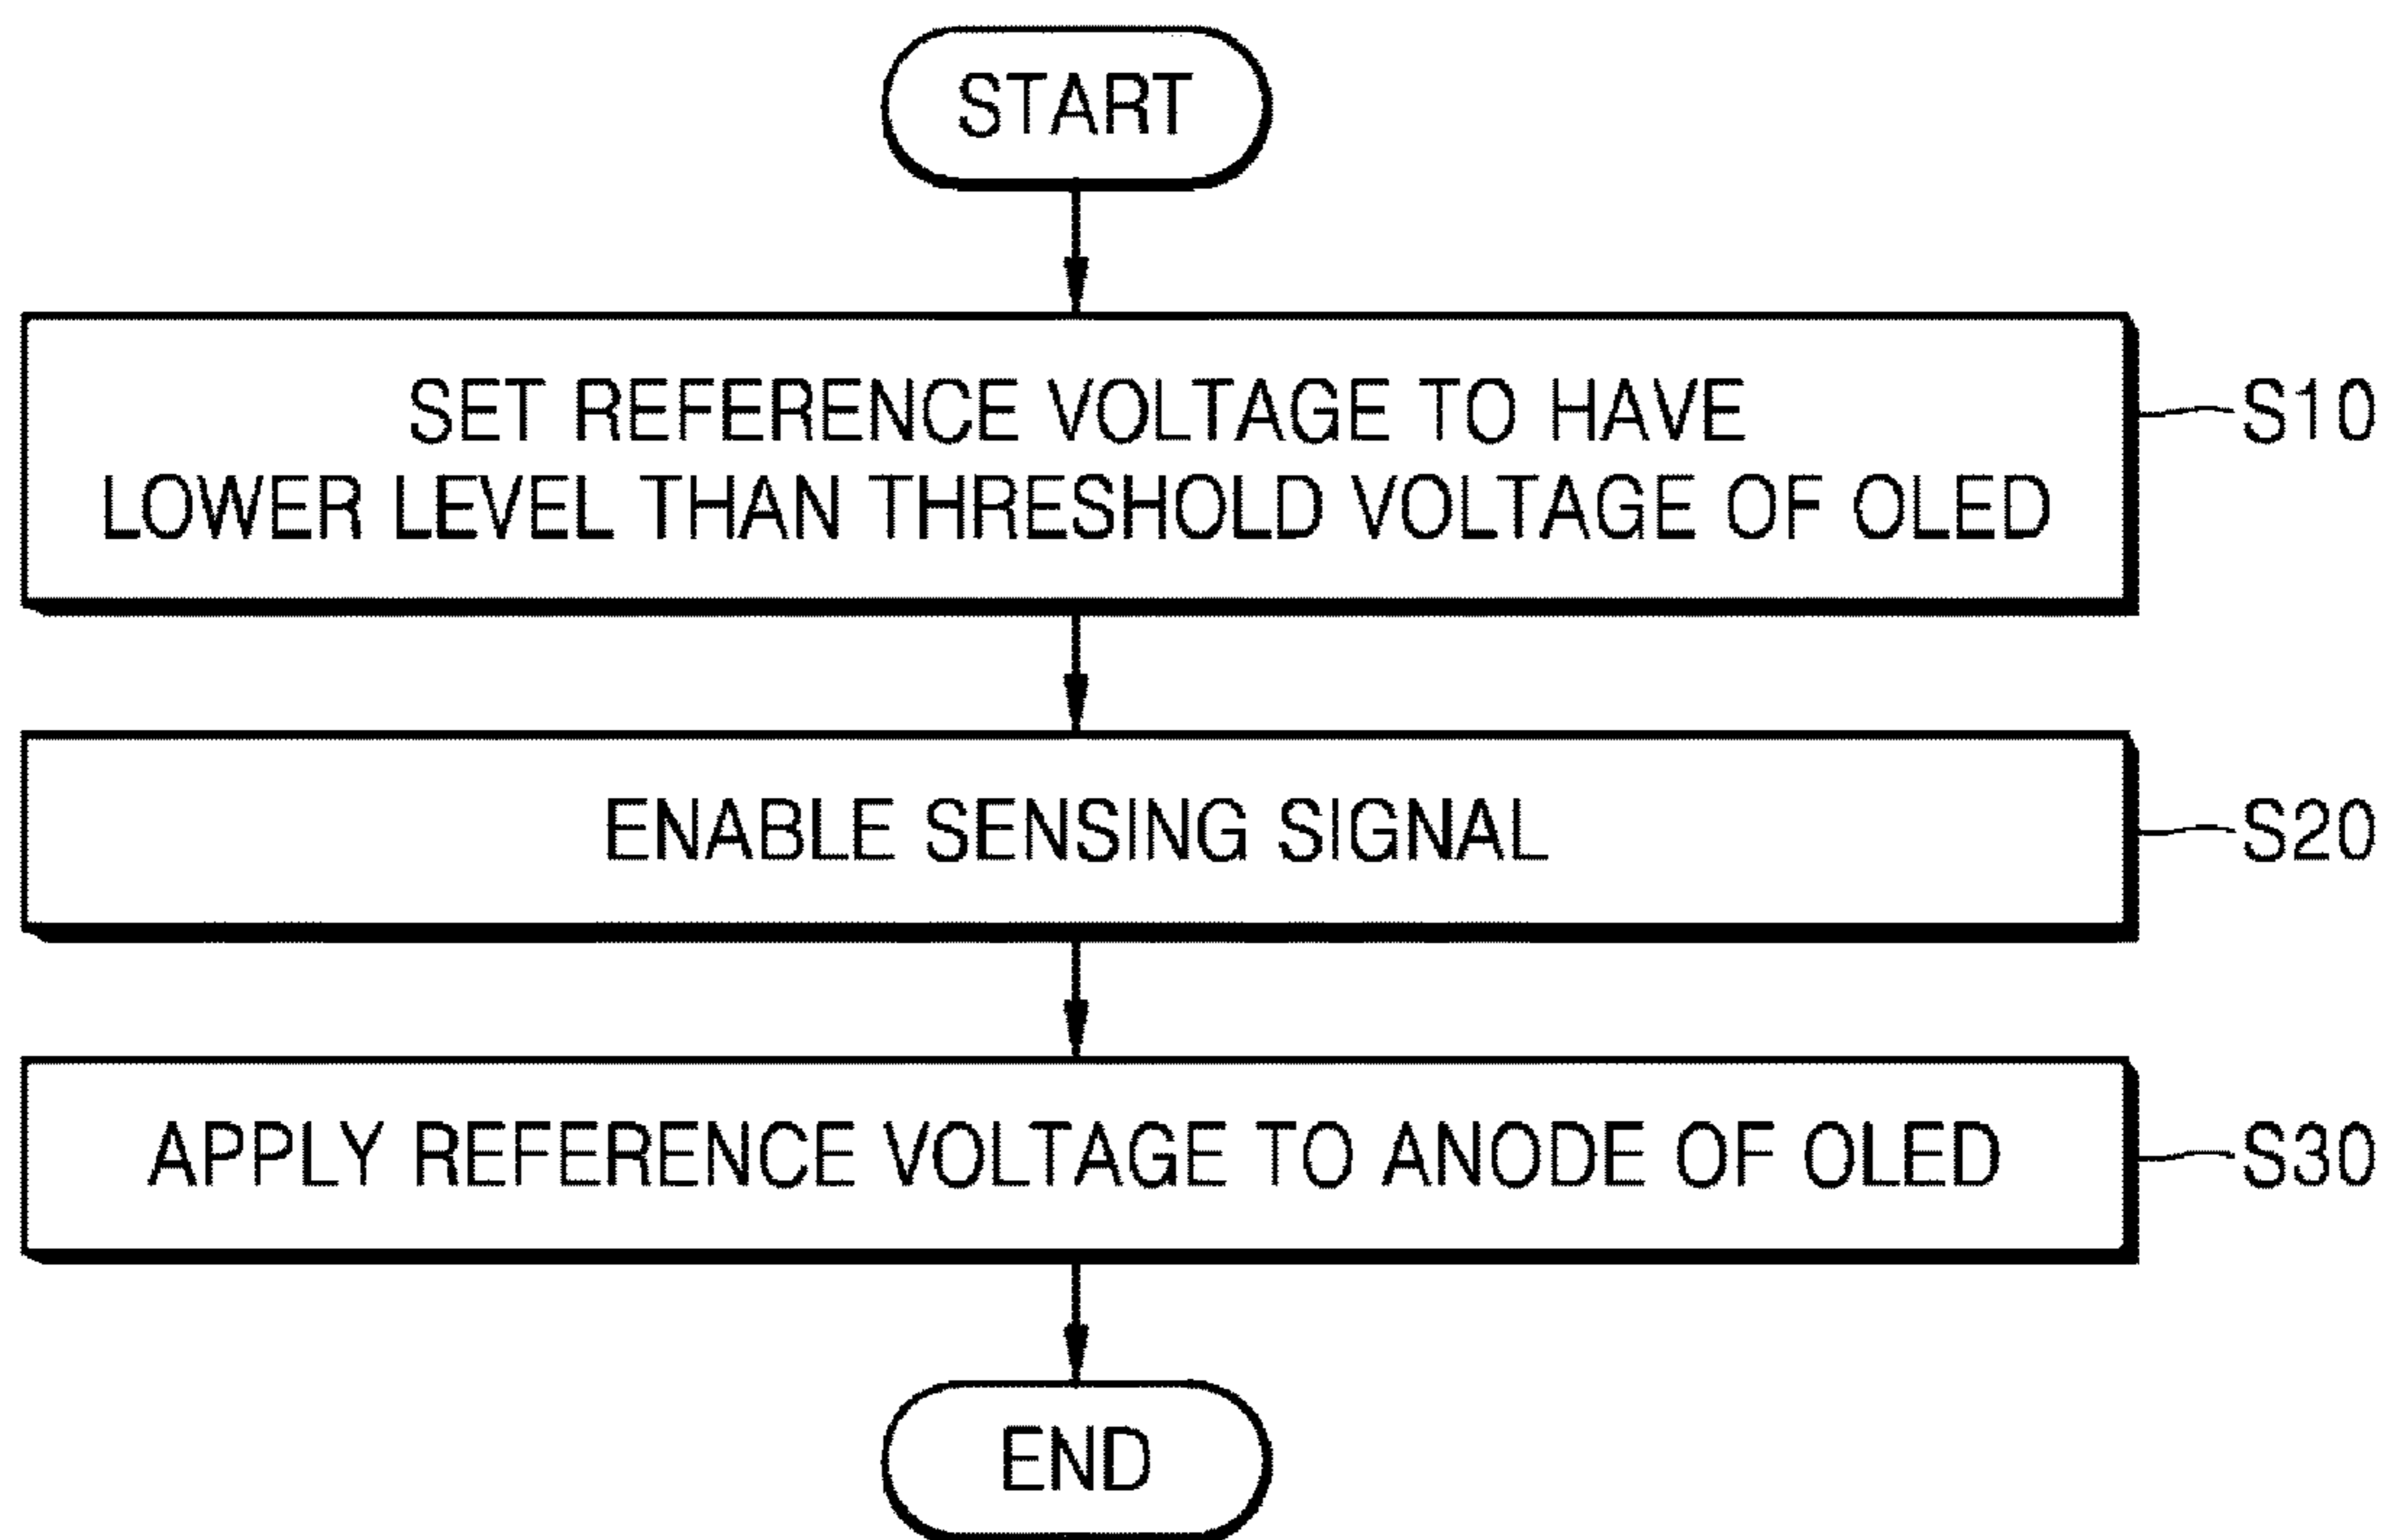 START
SET REFERENCE VOLTAGE TO HAVE
LOWER LEVEL THAN THRESHOLD VOLTAGE OF OLED
S10
ENABLE SENSING SIGNAL
S20
APPLY REFERENCE VOLTAGE TO ANODE OF OLED
S30
END